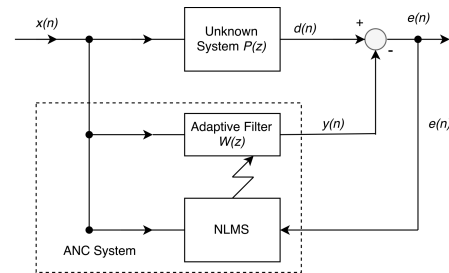 x(n)
Unknown
System P(z)
d(n)
+
-
e(n)
Adaptive Filter
W(z)
y(n)
e(n)
NLMS
ANC System